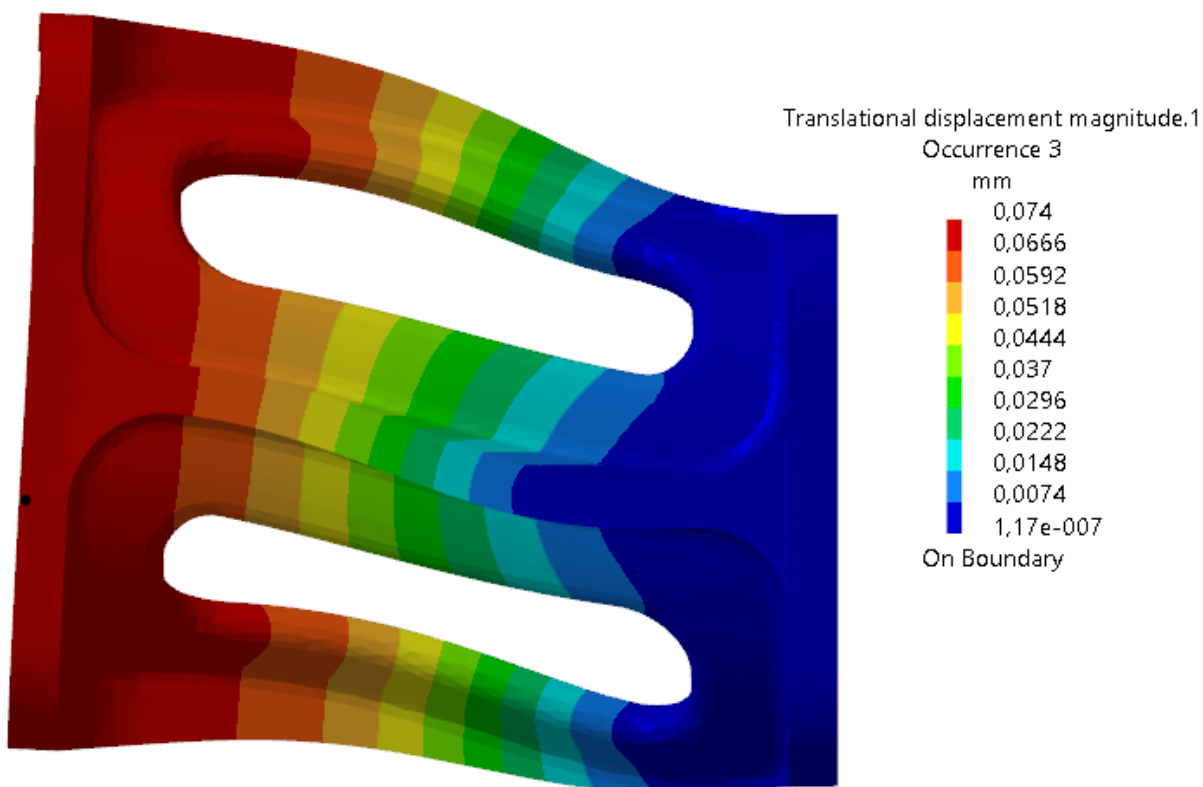 Translational displacement magnitude.1
Occurrence 3
mm
0,074
0,0666
0,0592
0,0518
0,0444
0,037
0,0296
0,0222
0,0148
0,0074
1,17e-007
On Boundary